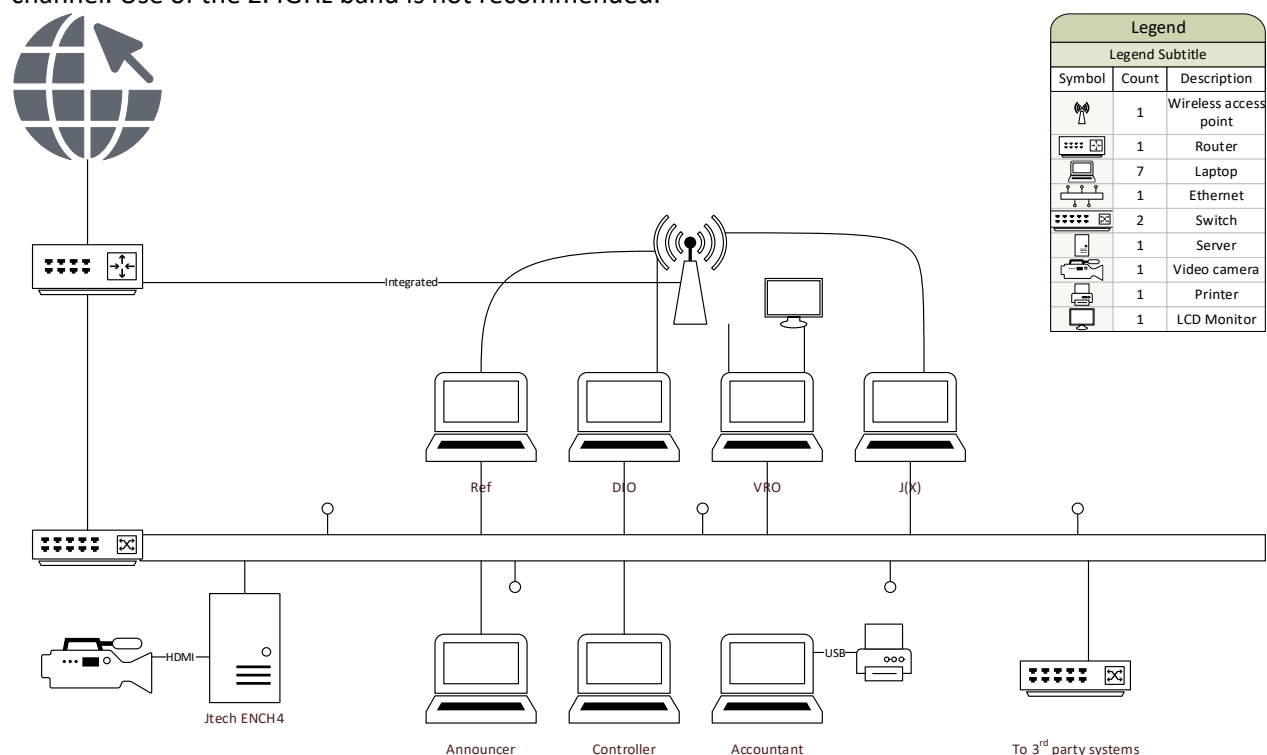 channel. Use of the 2.4GHz band is not recommended.
Legend
Legend Subtitle
Symbol Count Description
1 Wireless access
point
1 Router
7 Laptop
1 Ethernet
2 Switch
1 Server
1 Video camera
1 Printer
1 LCD Monitor
Integrated
Ref DIO VRO J(X)
HDMI
USB
Jtech ENCH4
Announcer Controller Accountant To 3rd party systems